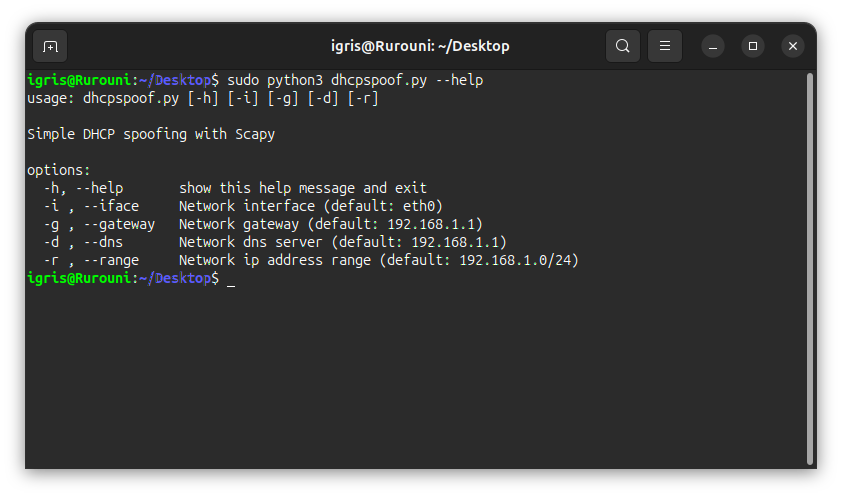 igris@Rurouni: ~/Desktop
igris@Rurouni:~/Desktop$ sudo python3 dhcpspoof.py --help
usage: dhcpspoof.py [-h] [-i] [-g] [-d] [-r]
Simple DHCP spoofing with Scapy
options:
-h, --help show this help message and exit
-i , --iface Network interface (default: eth0)
-g , --gateway Network gateway (default: 192.168.1.1)
-d , --dns Network dns server (default: 192.168.1.1)
-r , --range Network ip address range (default: 192.168.1.0/24)
igris@Rurouni:~/Desktop$ _